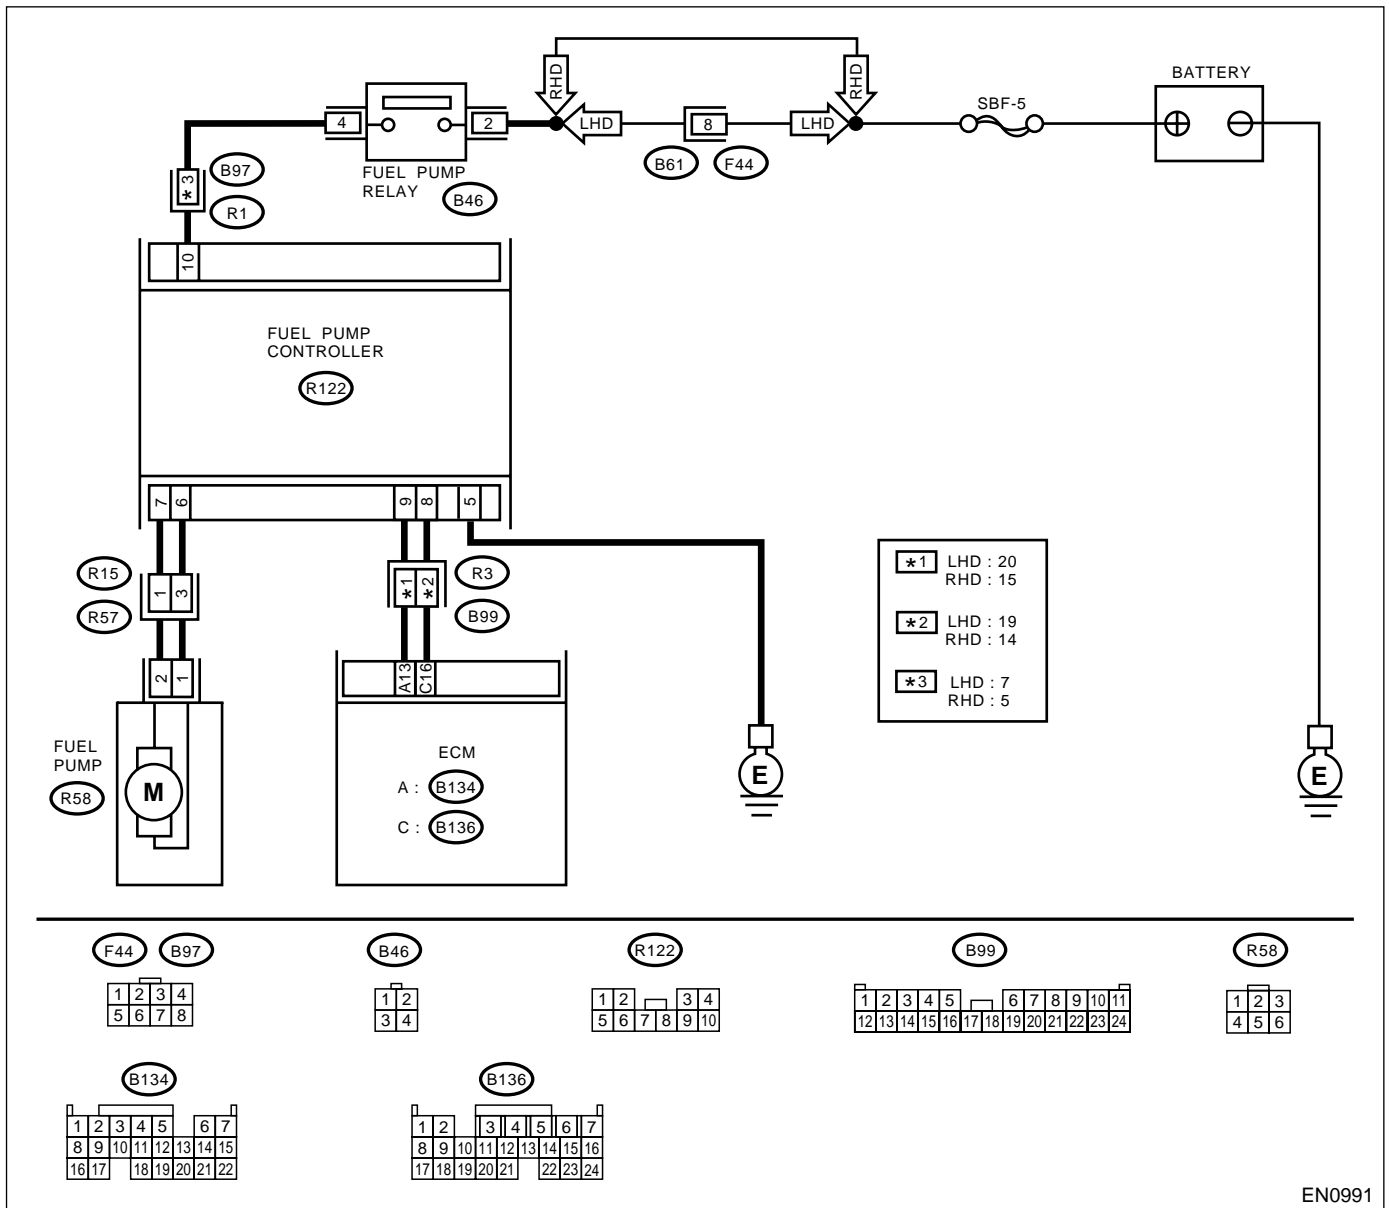 RHD RHD
BATTERY
SBF-5
4 2 LHD 8 LHD
B61 F44
FUEL PUMP
RELAY
B46
*3
B97
R1
10
FUEL PUMP
CONTROLLER
R122
7 6 9 8 5
R15
R57
1 3
*1 *2
R3
B99
*1 LHD : 20
RHD : 15
*2 LHD : 19
RHD : 14
*3 LHD : 7
RHD : 5
2 1
A13 C16
FUEL
PUMP
R58
M
ECM
A : B134
C : B136
E
E
F44 B97
1 2 3 4
5 6 7 8
B46
1 2
3 4
R122
1 2 3 4
5 6 7 8 9 10
B99
1 2 3 4 5 6 7 8 9 10 11
12 13 14 15 16 17 18 19 20 21 22 23 24
R58
1 2 3
4 5 6
B134
1 2 3 4 5 6 7
8 9 10 11 12 13 14 15
16 17 18 19 20 21 22
B136
1 2 3 4 5 6 7
8 9 10 11 12 13 14 15 16
17 18 19 20 21 22 23 24
EN0991